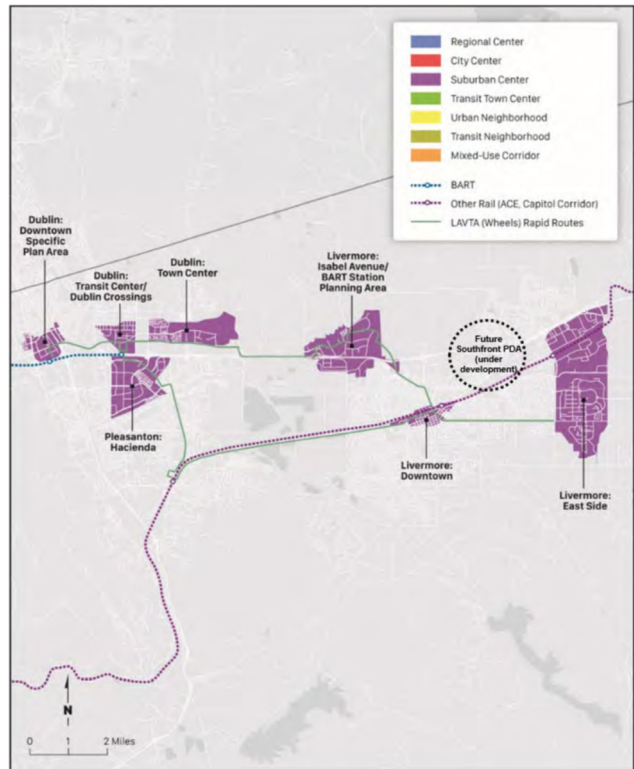 Regional Center
City Center
Suburban Center
Transit Town Center
Urban Neighborhood
Transit Neighborhood
Mixed-Use Corridor
BART
Other Rail (ACE, Capitol Corridor)
LAVTA (Wheels) Rapid Routes
Dublin:
Downtown
Specific
Plan Area
Dublin:
Transit Center/
Dublin Crossings
Dublin:
Town Center
Livermore:
Isabel Avenue/
BART Station
Planning Area
Future
Southfront PDA
(under
development)
Pleasanton:
Hacienda
Livermore:
Downtown
Livermore:
East Side
N
0 1 2 Miles